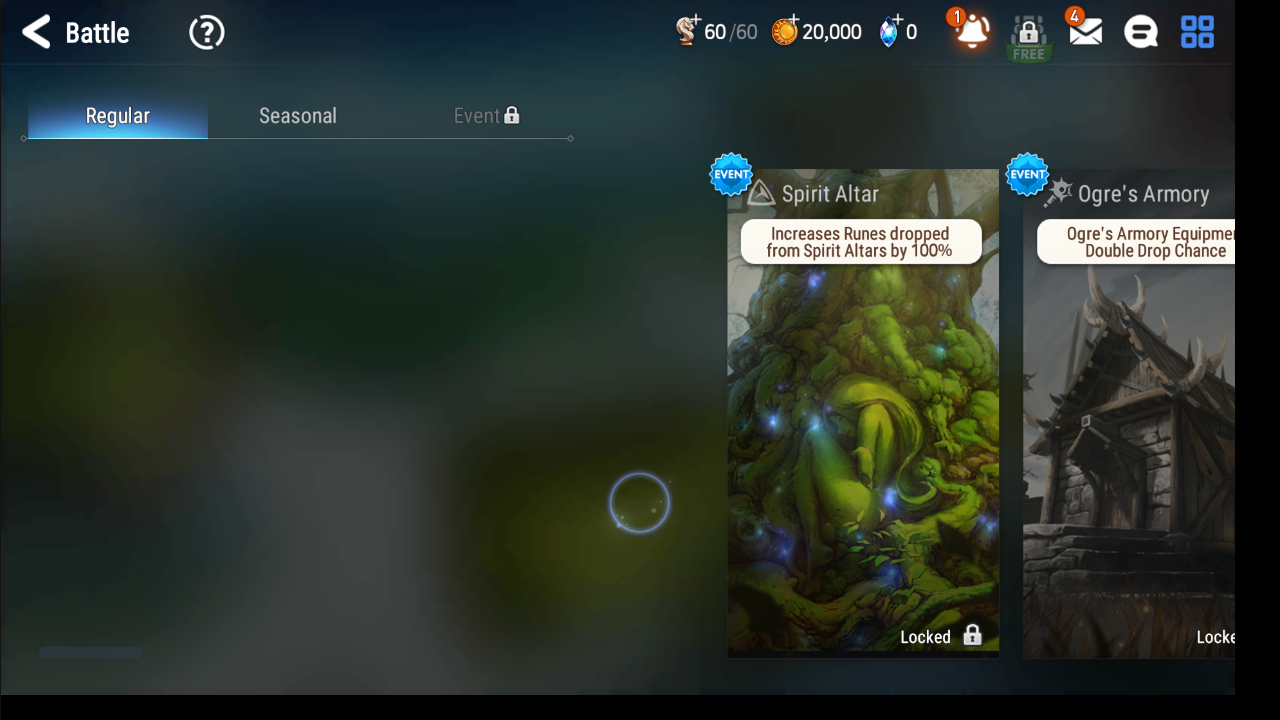 Battle
?
60/60
20,000
0
1
FREE
4
Regular
Seasonal
Event
EVENT
Spirit Altar
Increases Runes dropped
from Spirit Altars by 100%
Locked
EVENT
Ogre's Armory
Ogre's Armory Equipme
Double Drop Chance
Locke